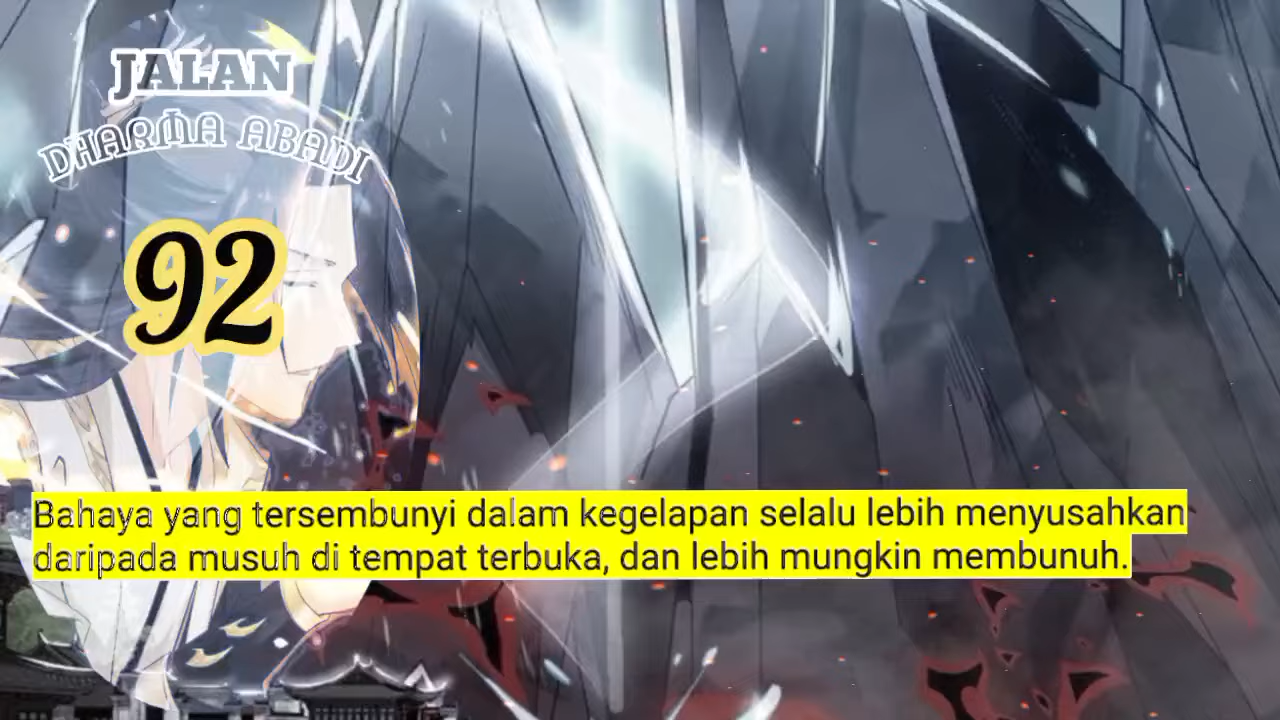 JALAN
DHARMA ABADI
92
Bahaya yang tersembunyi dalam kegelapan selalu lebih menyusahkan
daripada musuh di tempat terbuka, dan lebih mungkin membunuh.